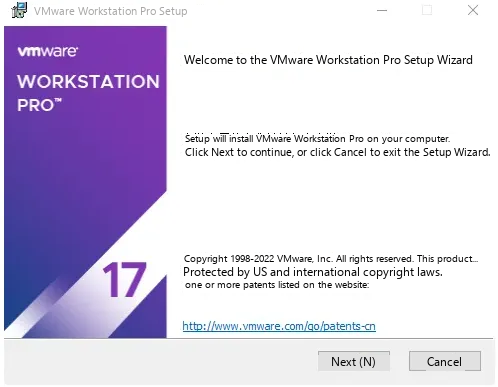 VMware Workstation Pro Setup
vmware®
WORKSTATION
PRO™
17
Welcome to the VMware Workstation Pro Setup Wizard
Setup will install VMware Workstation Pro on your computer.
Click Next to continue, or click Cancel to exit the Setup Wizard.
Copyright 1998-2022 VMware, Inc. All rights reserved. This product...
Protected by US and international copyright laws.
one or more patents listed on the website:
http://www.vmware.com/go/patents-cn
Next (N)
Cancel